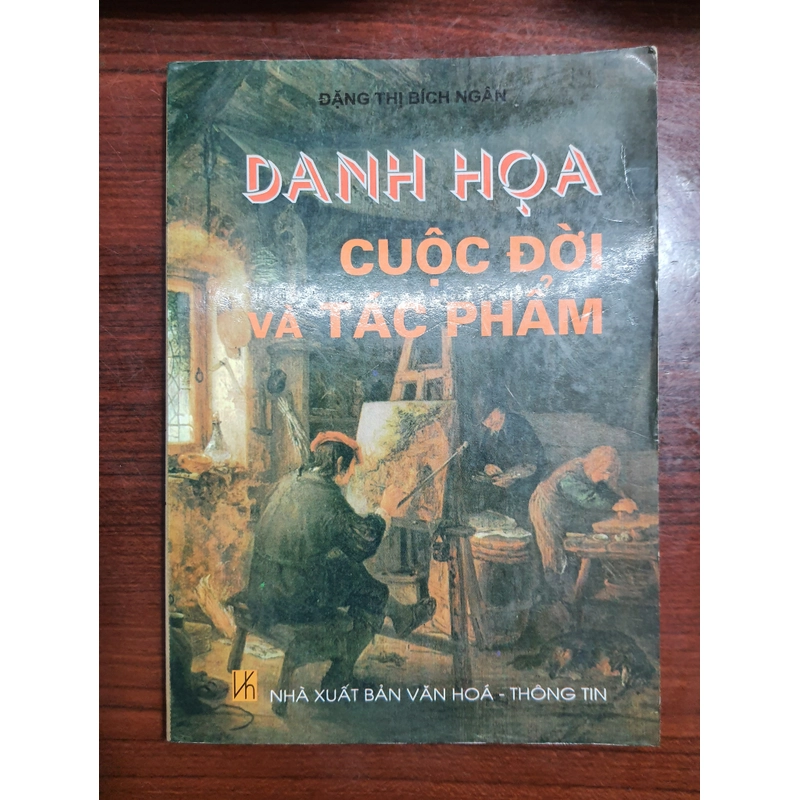 ĐẶNG THỊ BÍCH NGÂN
DANH HỌA
CUỘC ĐỜI
VÀ TÁC PHẨM
NHÀ XUẤT BẢN VĂN HOÁ - THÔNG TIN